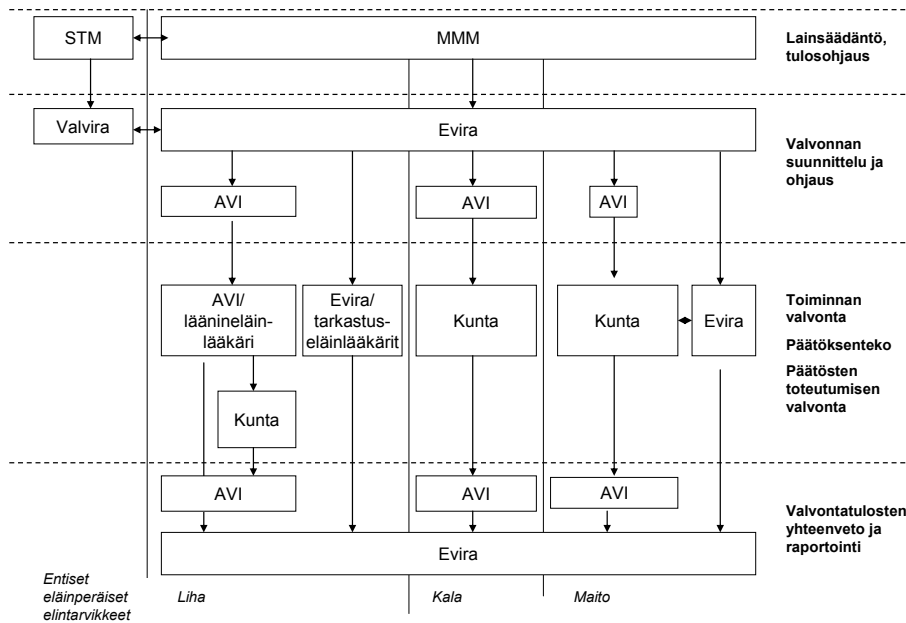 STM
MMM
Lainsäädäntö,
tulosohjaus
Valvira
Evira
Valvonnan
suunnittelu ja
ohjaus
AVI
AVI
AVI
AVI/
läänineläin-
lääkäri
Evira/
tarkastus-
eläinlääkärit
Kunta
Kunta
Evira
Toiminnan
valvonta
Päätöksenteko
Päätösten
toteutumisen
valvonta
Kunta
AVI
AVI
AVI
Valvontatulosten
yhteenveto ja
raportointi
Evira
Entiset
eläinperäiset
elintarvikkeet
Liha
Kala
Maito